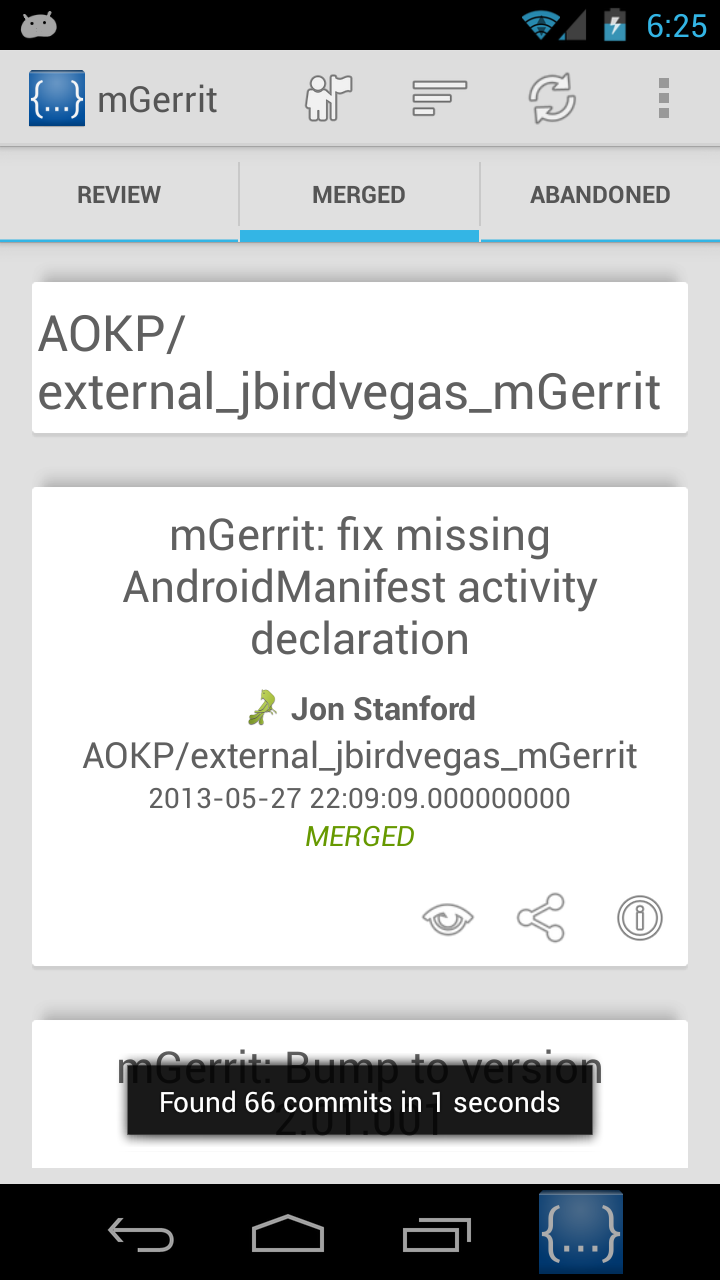 6:25
{...} mGerrit
REVIEW MERGED ABANDONED
AOKP/
external_jbirdvegas_mGerrit
mGerrit: fix missing
AndroidManifest activity
declaration
Jon Stanford
AOKP/external_jbirdvegas_mGerrit
2013-05-27 22:09:09.000000000
MERGED
mGerrit: Bump to version
2.01.001
Found 66 commits in 1 seconds
{...}